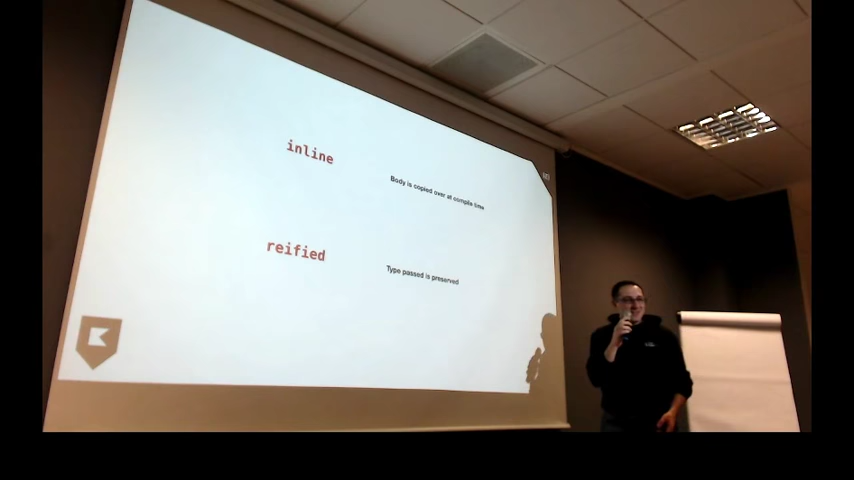 inline
Body is copied over at compile time
reified
Type passed is preserved